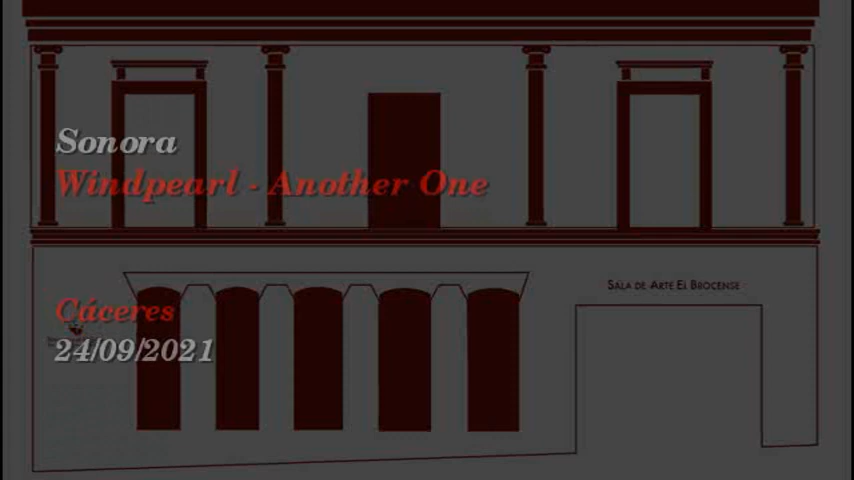 Sonora
Windpearl - Another One
SALA DE ARTE EL BROCENSE
Cáceres
24/09/2021